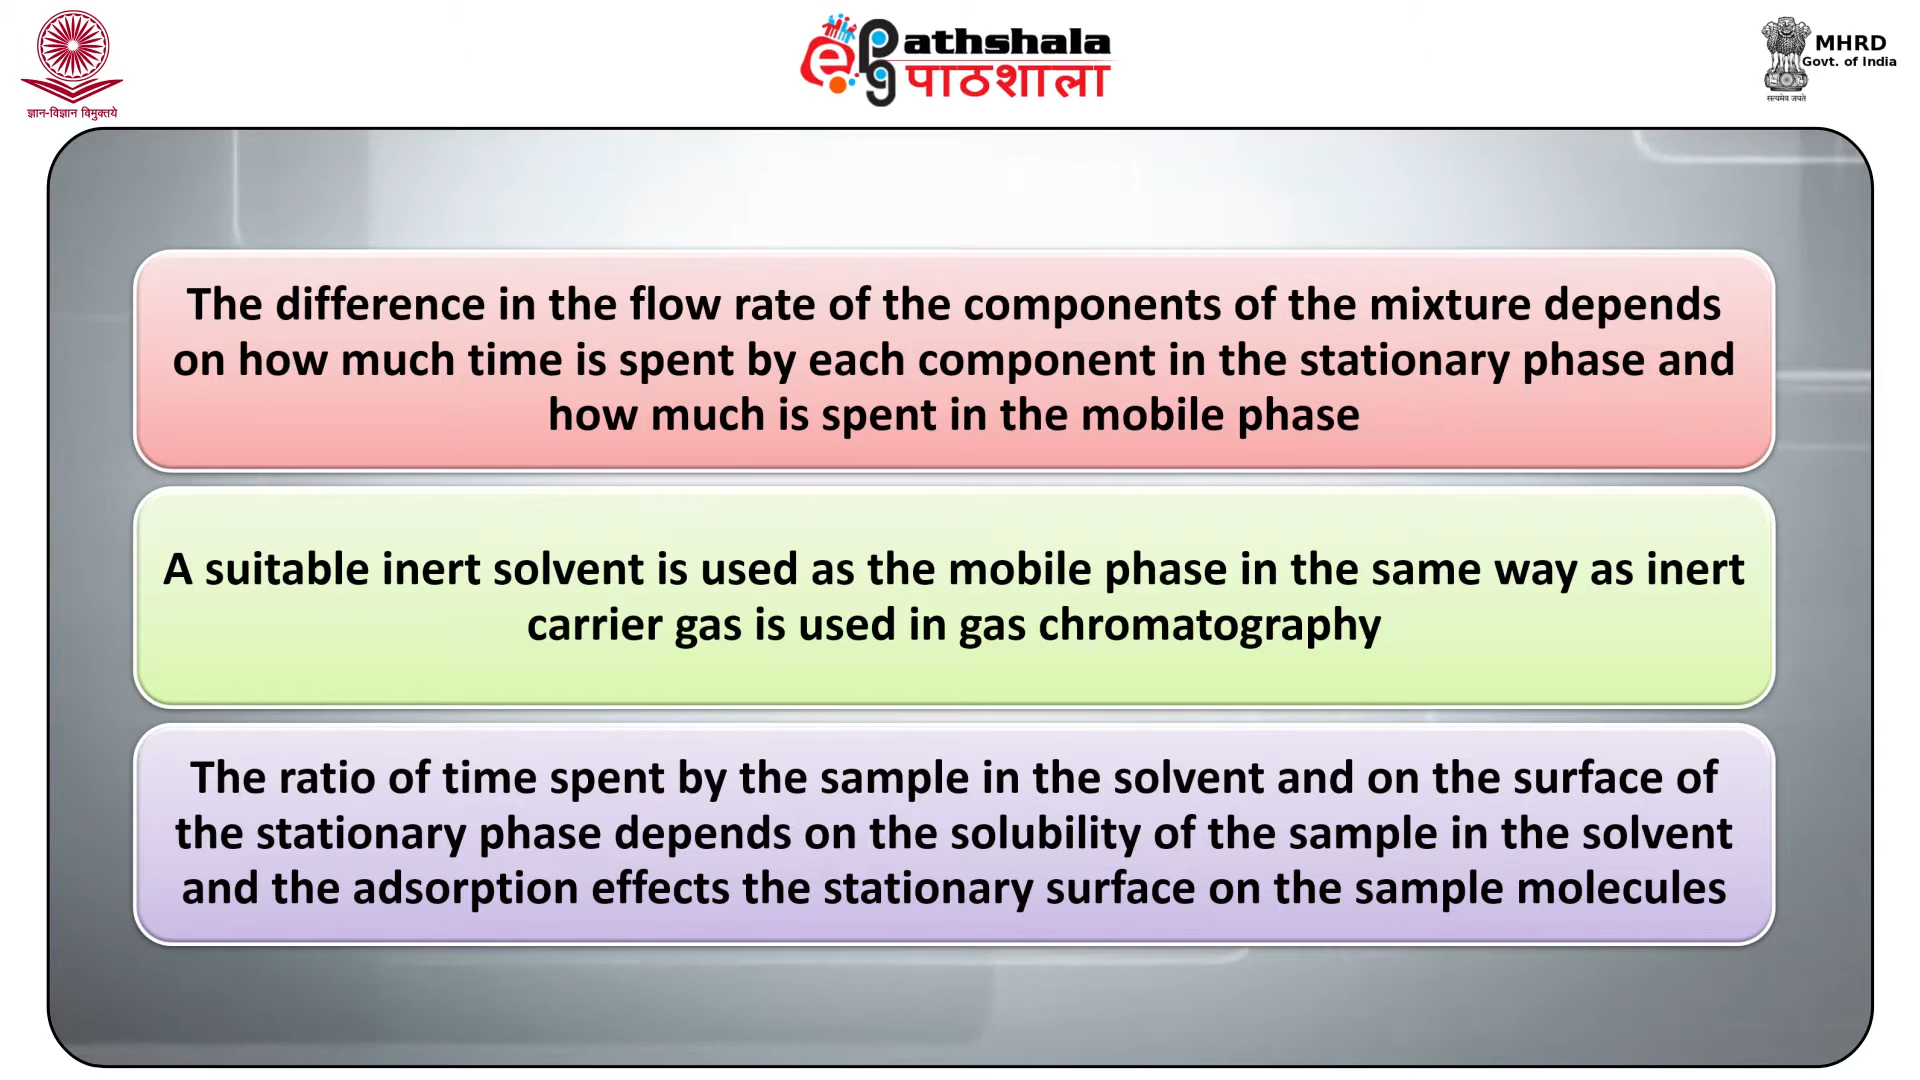 ज्ञान-विज्ञान विमुक्तये
ePG Pathshala
पाठशाला
सत्यमेव जयते
MHRD
Govt. of India
The difference in the flow rate of the components of the mixture depends
on how much time is spent by each component in the stationary phase and
how much is spent in the mobile phase
A suitable inert solvent is used as the mobile phase in the same way as inert
carrier gas is used in gas chromatography
The ratio of time spent by the sample in the solvent and on the surface of
the stationary phase depends on the solubility of the sample in the solvent
and the adsorption effects the stationary surface on the sample molecules